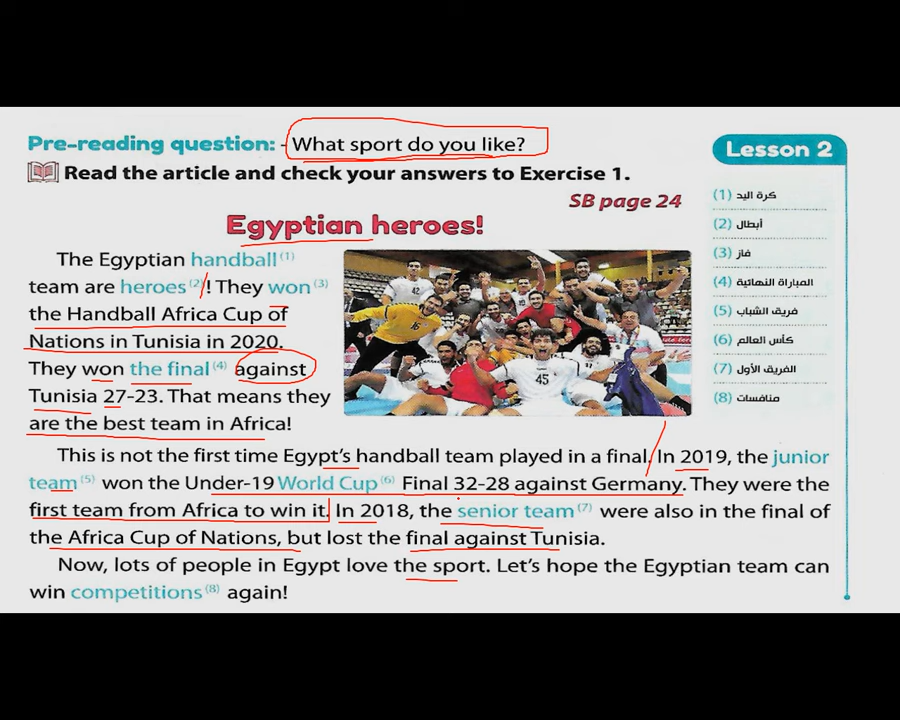 Pre-reading question: - What sport do you like?
Lesson 2
Read the article and check your answers to Exercise 1.
SB page 24
Egyptian heroes!
The Egyptian handball (1)
team are heroes (2)! They won (3)
the Handball Africa Cup of
Nations in Tunisia in 2020.
They won the final (4) against
Tunisia 27-23. That means they
are the best team in Africa!
This is not the first time Egypt's handball team played in a final. In 2019, the junior
team (5) won the Under-19 World Cup (6) Final 32-28 against Germany. They were the
first team from Africa to win it. In 2018, the senior team (7) were also in the final of
the Africa Cup of Nations, but lost the final against Tunisia.
Now, lots of people in Egypt love the sport. Let's hope the Egyptian team can
win competitions (8) again!
(1) كرة اليد
(2) أبطال
(3) فاز
(4) المباراة النهائية
(5) فريق الشباب
(6) كأس العالم
(7) الفريق الأول
(8) منافسات
42
16
45